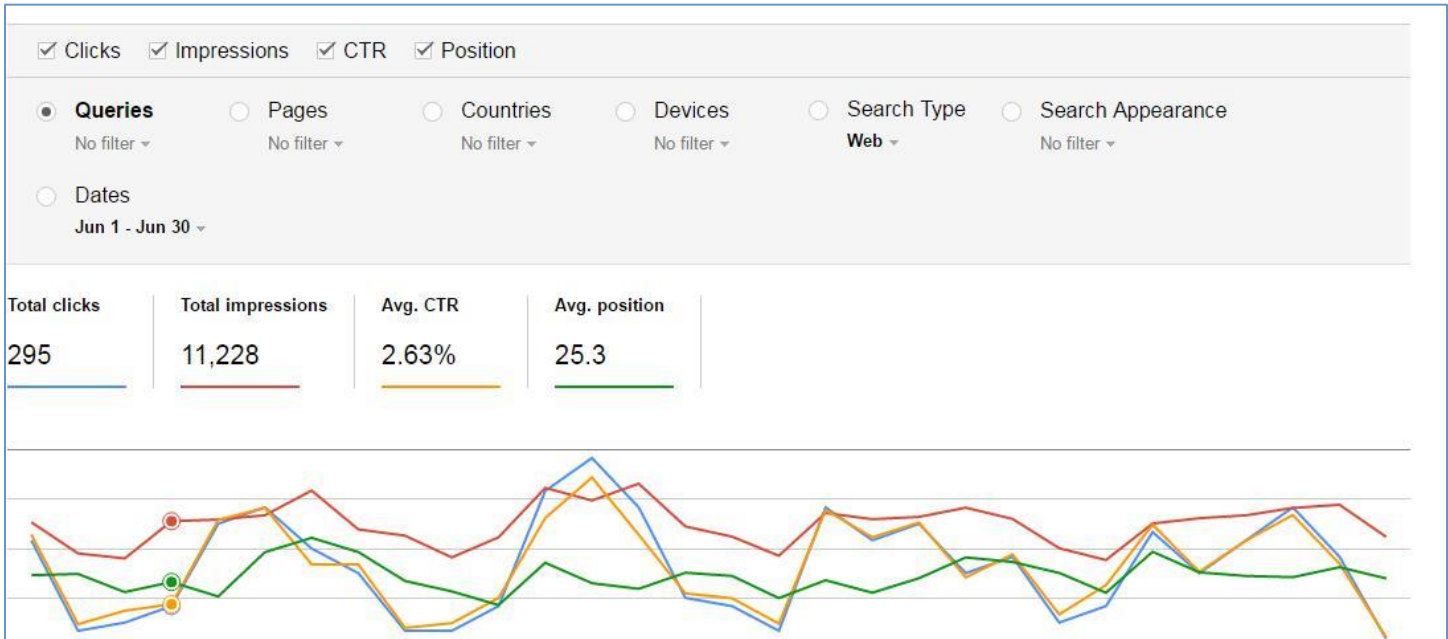 Clicks Impressions CTR Position
Queries Pages Countries Devices Search Type Search Appearance
No filter No filter No filter No filter Web No filter
Dates
Jun 1 - Jun 30
Total clicks Total impressions Avg. CTR Avg. position
295 11,228 2.63% 25.3